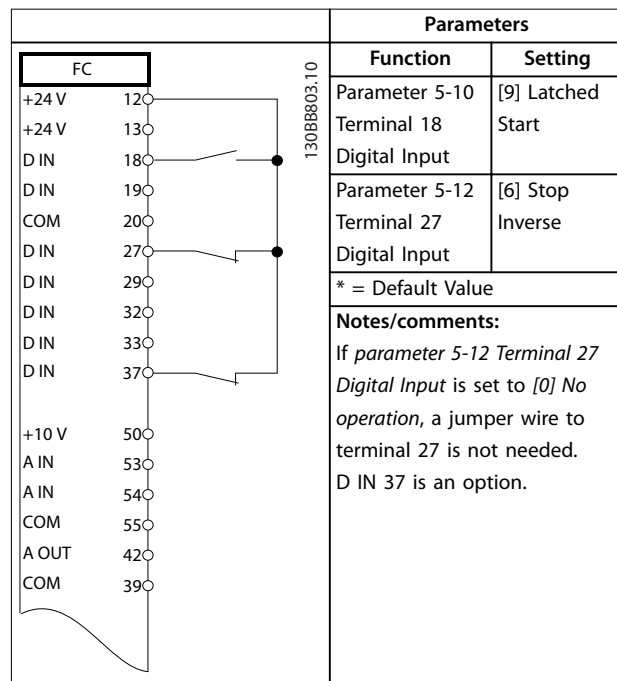 FC
+24 V 12
+24 V 13
D IN 18
D IN 19
COM 20
D IN 27
D IN 29
D IN 32
D IN 33
D IN 37
+10 V 50
A IN 53
A IN 54
COM 55
A OUT 42
COM 39
130BB803.10
Parameters
Function Setting
Parameter 5-10 [9] Latched
Terminal 18 Start
Digital Input
Parameter 5-12 [6] Stop
Terminal 27 Inverse
Digital Input
* = Default Value
Notes/comments:
If parameter 5-12 Terminal 27
Digital Input is set to [0] No
operation, a jumper wire to
terminal 27 is not needed.
D IN 37 is an option.